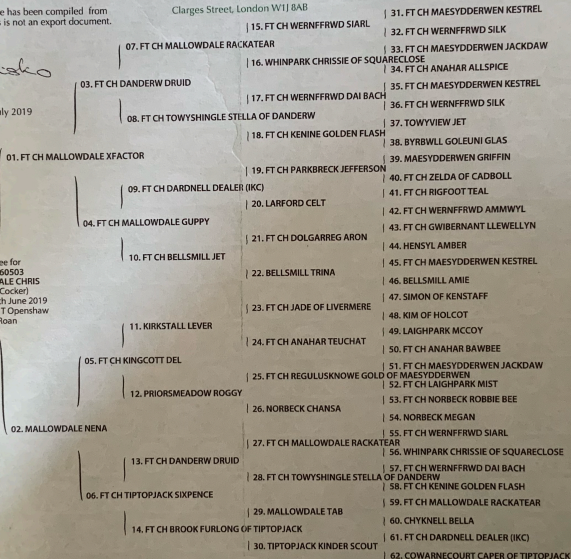 e has been compiled from
is not an export document.
Clarges Street, London W1J 8AB
uly 2019
01. FT CH MALLOWDALE XFACTOR
ee for
60503
ALE CHRIS
Cocker)
h June 2019
T Openshaw
Roan
02. MALLOWDALE NENA
03. FT CH DANDERW DRUID
04. FT CH MALLOWDALE GUPPY
05. FT CH KINGCOTT DEL
06. FT CH TIPTOPJACK SIXPENCE
07. FT CH MALLOWDALE RACKATEAR
08. FT CH TOWYSHINGLE STELLA OF DANDERW
09. FT CH DARDNELL DEALER (IKC)
10. FT CH BELLSMILL JET
11. KIRKSTALL LEVER
12. PRIORSMEADOW ROGGY
13. FT CH DANDERW DRUID
14. FT CH BROOK FURLONG OF TIPTOPJACK
15. FT CH WERNFFRWD SIARL
16. WHINPARK CHRISSIE OF SQUARECLOSE
17. FT CH WERNFFRWD DAI BACH
18. FT CH KENINE GOLDEN FLASH
19. FT CH PARKBRECK JEFFERSON
20. LARFORD CELT
21. FT CH DOLGARREG ARON
22. BELLSMILL TRINA
23. FT CH JADE OF LIVERMERE
24. FT CH ANAHAR TEUCHAT
25. FT CH REGULUSKNOWE GOLD OF MAESYDDERWEN
26. NORBECK CHANSA
27. FT CH MALLOWDALE RACKATEAR
28. FT CH TOWYSHINGLE STELLA OF DANDERW
29. MALLOWDALE TAB
30. TIPTOPJACK KINDER SCOUT
31. FT CH MAESYDDERWEN KESTREL
32. FT CH WERNFFRWD SILK
33. FT CH MAESYDDERWEN JACKDAW
34. FT CH ANAHAR ALLSPICE
35. FT CH MAESYDDERWEN KESTREL
36. FT CH WERNFFRWD SILK
37. TOWYVIEW JET
38. BYRBWLL GOLEUNI GLAS
39. MAESYDDERWEN GRIFFIN
40. FT CH ZELDA OF CADBOLL
41. FT CH RIGFOOT TEAL
42. FT CH WERNFFRWD AMMWYL
43. FT CH GWIBERNANT LLEWELLYN
44. HENSYL AMBER
45. FT CH MAESYDDERWEN KESTREL
46. BELLSMILL AMIE
47. SIMON OF KENSTAFF
48. KIM OF HOLCOT
49. LAIGHPARK MCCOY
50. FT CH ANAHAR BAWBEE
51. FT CH MAESYDDERWEN JACKDAW
52. FT CH LAIGHPARK MIST
53. FT CH NORBECK ROBBIE BEE
54. NORBECK MEGAN
55. FT CH WERNFFRWD SIARL
56. WHINPARK CHRISSIE OF SQUARECLOSE
57. FT CH WERNFFRWD DAI BACH
58. FT CH KENINE GOLDEN FLASH
59. FT CH MALLOWDALE RACKATEAR
60. CHYKNELL BELLA
61. FT CH DARDNELL DEALER (IKC)
62. COWARNECOURT CAPER OF TIPTOPJACK